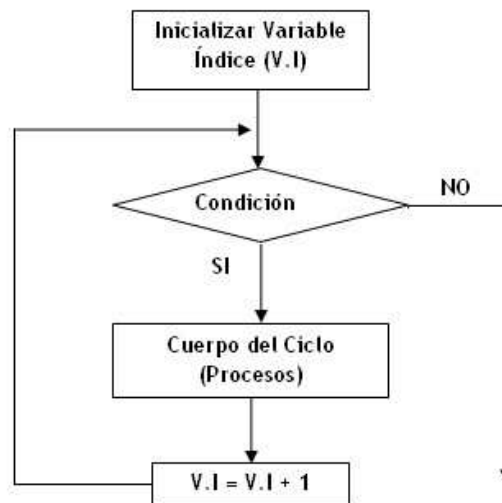 Inicializar Variable
Índice (V.I)
Condición
NO
SI
Cuerpo del Ciclo
(Procesos)
V.I = V.I + 1